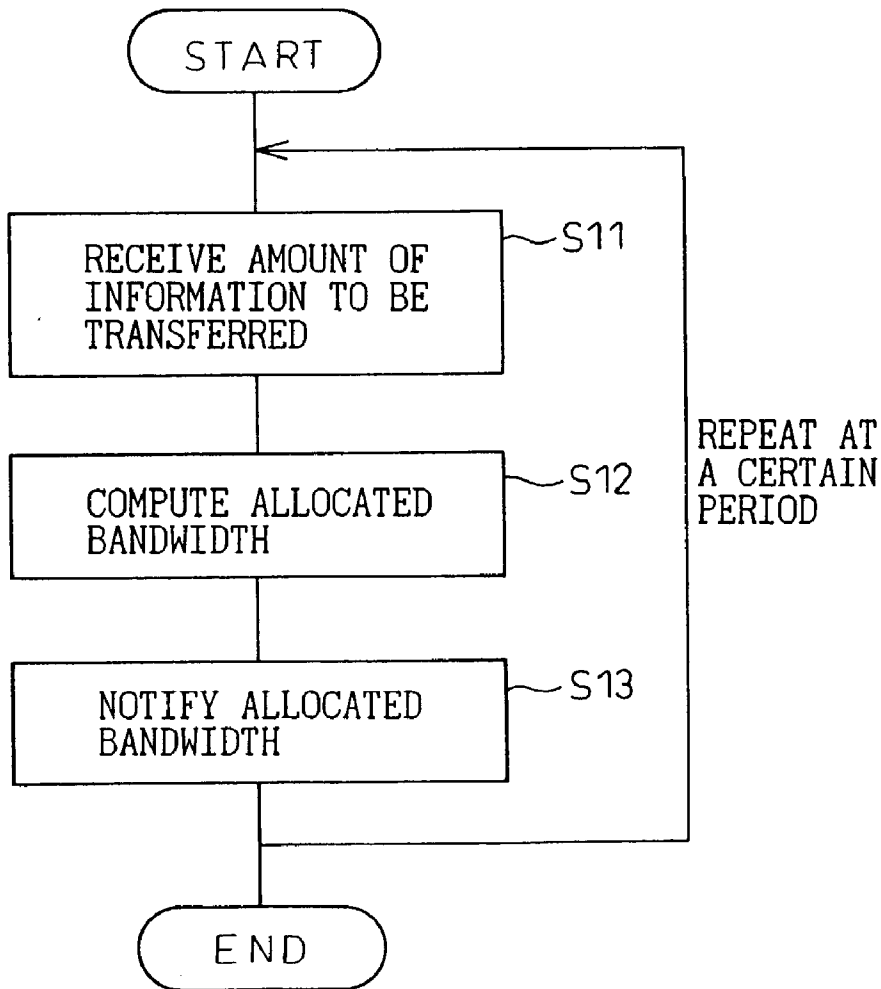 START
RECEIVE AMOUNT OF
INFORMATION TO BE
TRANSFERRED
S11
COMPUTE ALLOCATED
BANDWIDTH
S12
REPEAT AT
A CERTAIN
PERIOD
NOTIFY ALLOCATED
BANDWIDTH
S13
END